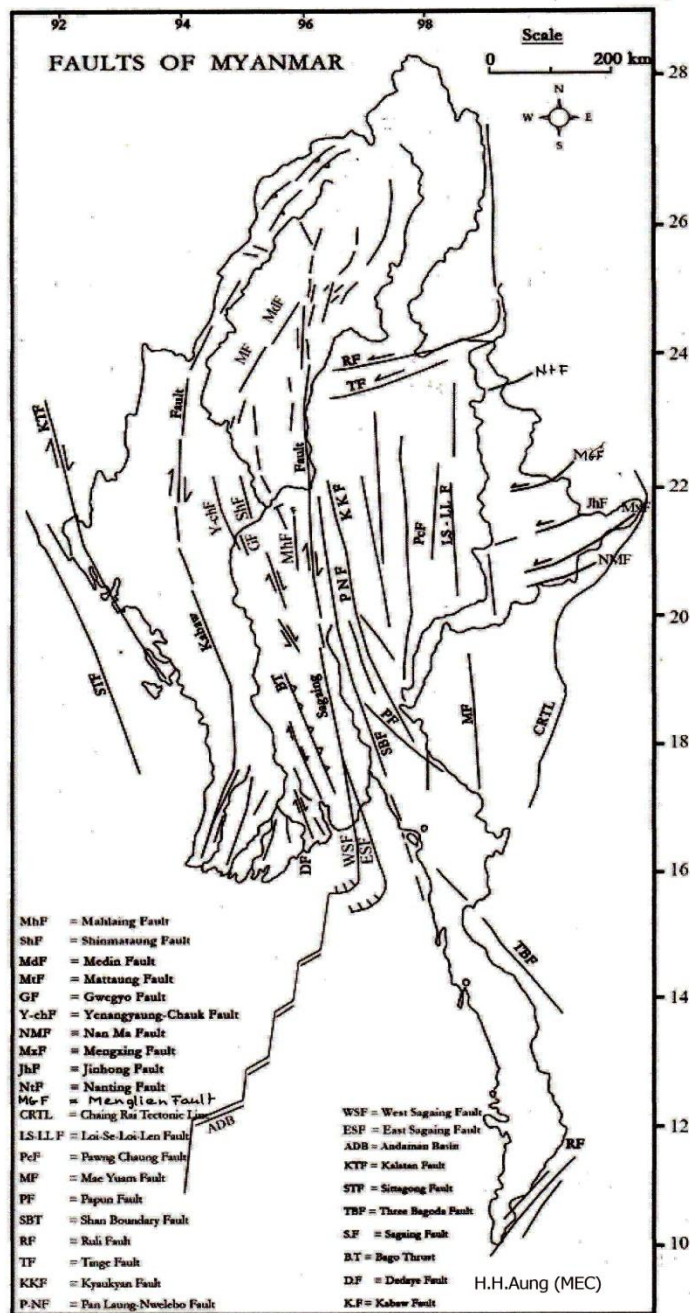 92 94 96 98
FAULTS OF MYANMAR
Scale
0 200 km
N
W E
S
28
26
24
22
20
18
16
14
12
10
MdF
MF
RF
TF
NtF
KTF
Fault
Fault
MGF
JhF
MxF
NMF
Y-chF
ShF
GF
MhF
KKF
PNF
PcF
LS-LL F
STF
Kabaw
BT
Sagaing
SBF
PF
MF
CRTL
DF
WSF
ESF
TBF
ADB
RF
MhF = Mahlaing Fault
ShF = Shinmataung Fault
MdF = Medin Fault
MtF = Mattaung Fault
GF = Gwegyo Fault
Y-chF = Yenangyaung-Chauk Fault
NMF = Nan Ma Fault
MxF = Mengxing Fault
JhF = Jinhong Fault
NtF = Nanting Fault
MGF = Menglien Fault
CRTL = Chaing Rai Tectonic Line
LS-LL F = Loi-Se-Loi-Len Fault
PcF = Pawng Chaung Fault
MF = Mae Yuam Fault
PF = Papun Fault
SBT = Shan Boundary Fault
RF = Ruli Fault
TF = Tinge Fault
KKF = Kyaukyan Fault
P-NF = Pan Laung-Nwelebo Fault
WSF = West Sagaing Fault
ESF = East Sagaing Fault
ADB = Andaman Basin
KTF = Kalatan Fault
STF = Sittagong Fault
TBF = Three Bagoda Fault
S.F = Sagaing Fault
B.T = Bago Thrust
D.F = Dedaye Fault
K.F = Kabaw Fault
H.H.Aung (MEC)